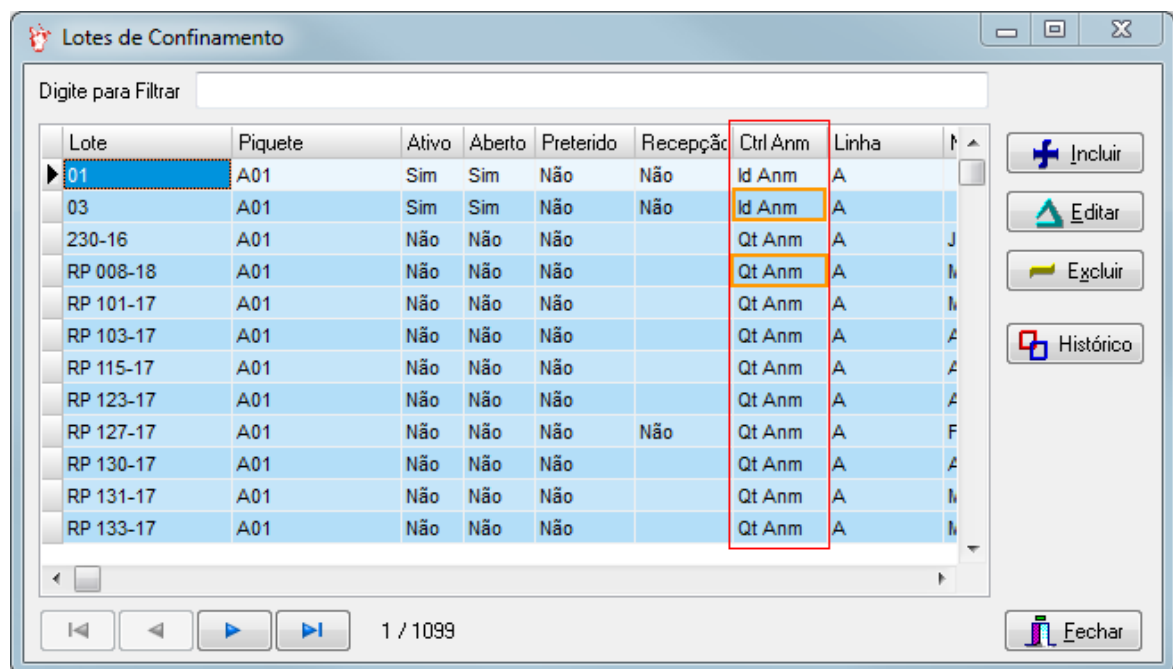 Lotes de Confinamento
Digite para Filtrar
Lote Piquete Ativo Aberto Preterido Recepção Ctrl Anm Linha
01 A01 Sim Sim Não Não Id Anm A
03 A01 Sim Sim Não Não Id Anm A
230-16 A01 Não Não Não Qt Anm A J
RP 008-18 A01 Não Não Não Qt Anm A
RP 101-17 A01 Não Não Não Qt Anm A
RP 103-17 A01 Não Não Não Qt Anm A
RP 115-17 A01 Não Não Não Qt Anm A
RP 123-17 A01 Não Não Não Qt Anm A
RP 127-17 A01 Não Não Não Não Qt Anm A F
RP 130-17 A01 Não Não Não Qt Anm A
RP 131-17 A01 Não Não Não Qt Anm A
RP 133-17 A01 Não Não Não Qt Anm A
Incluir
Editar
Excluir
Histórico
1 / 1099
Fechar